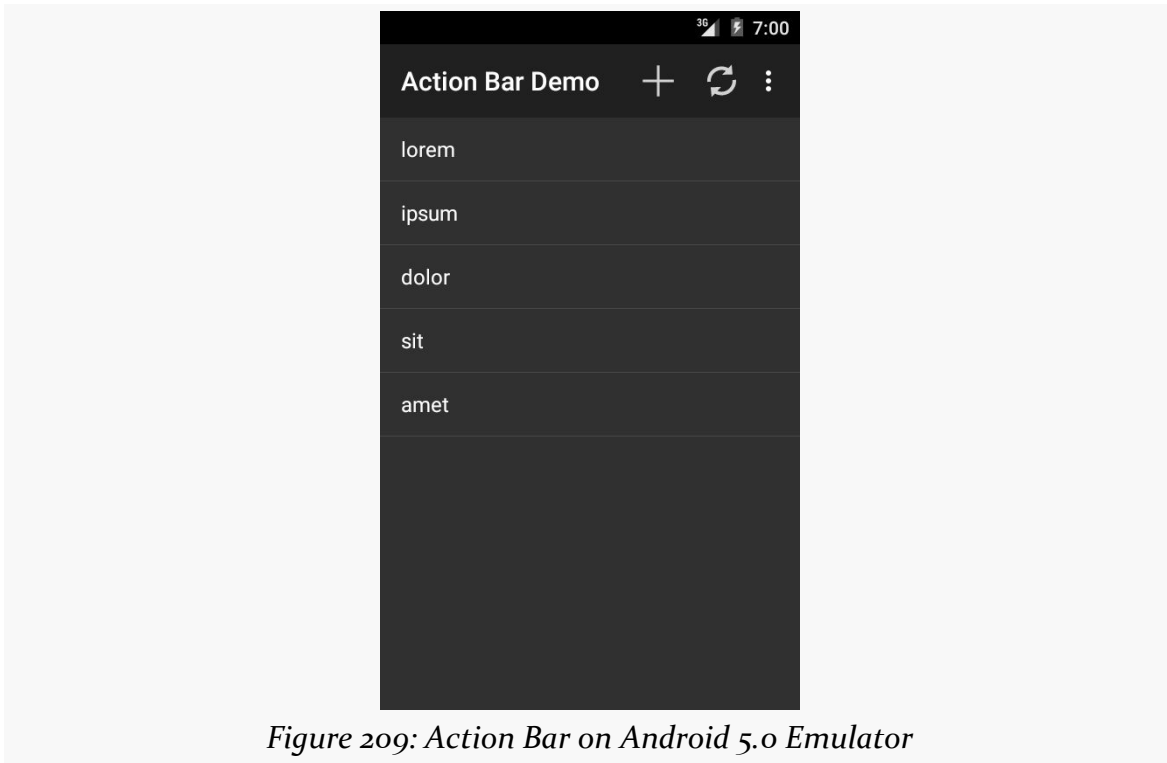 3G 7:00
Action Bar Demo
lorem
ipsum
dolor
sit
amet
Figure 209: Action Bar on Android 5.0 Emulator